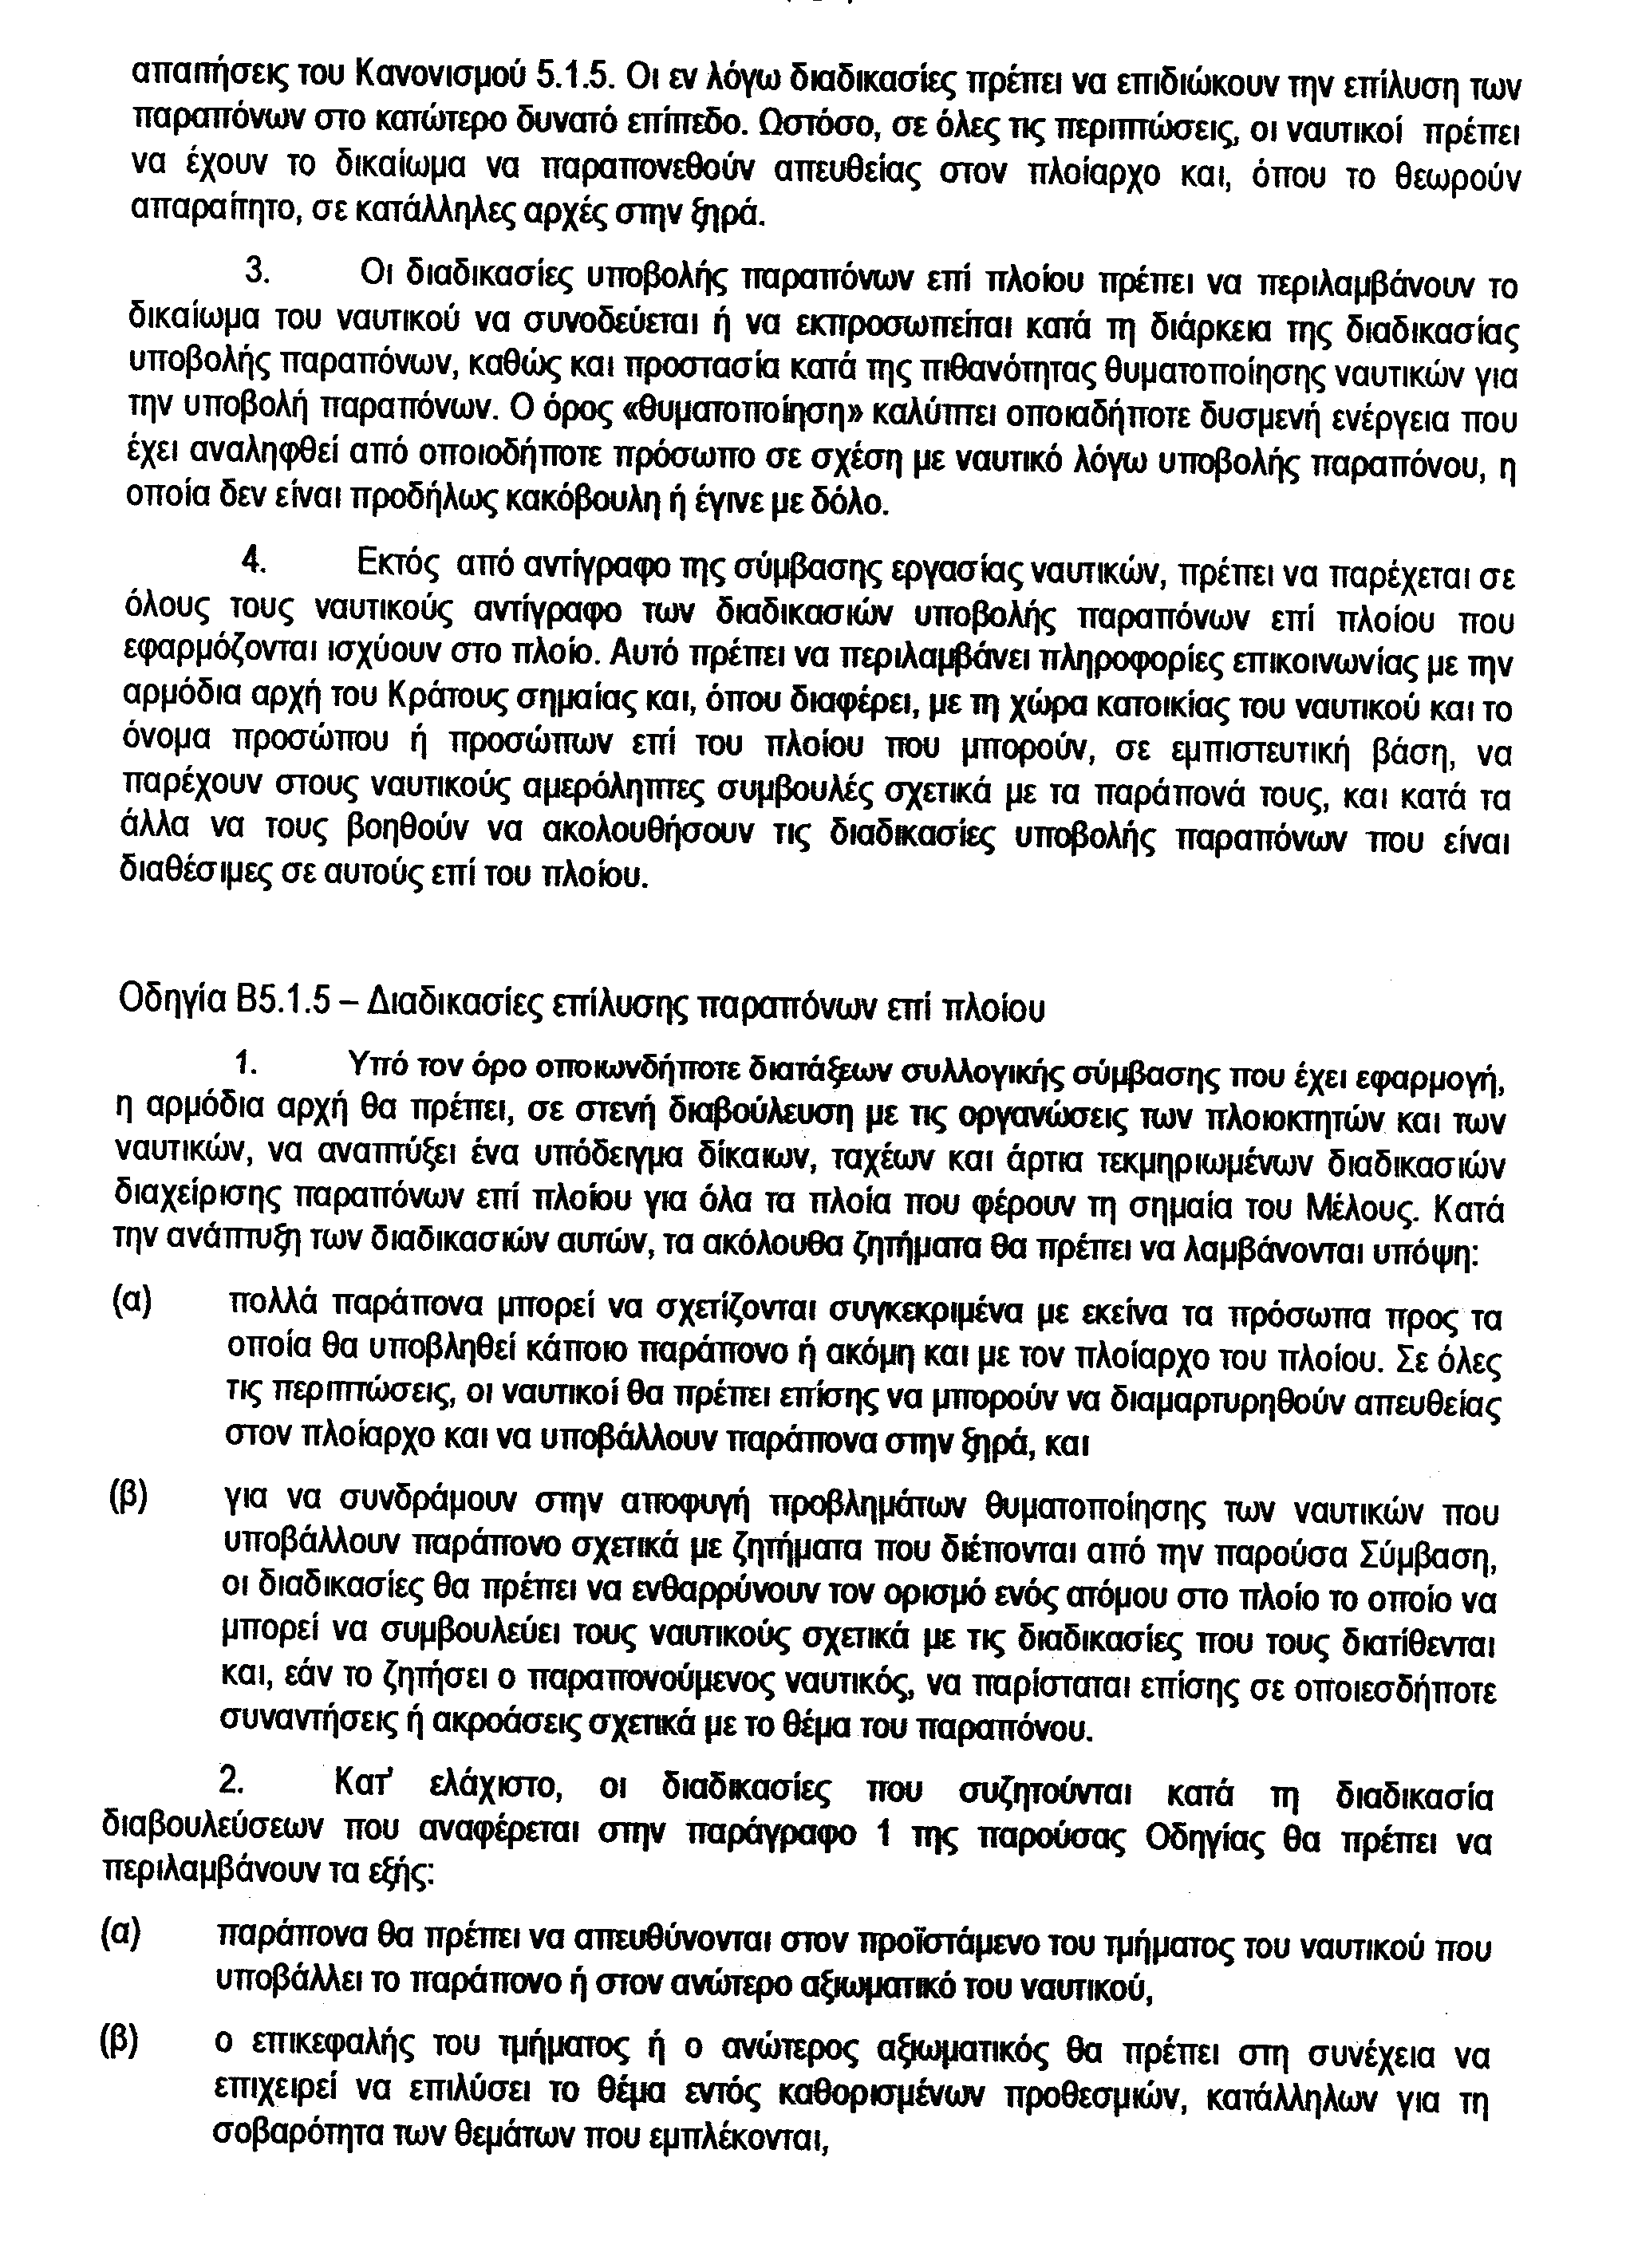 απαιτήσεις του Κανονισμού 5.1.5. Οι εν λόγω διαδικασίες πρέπει να επιδιώκουν την επίλυση των
παραπόνων στο κατώτερο δυνατό επίπεδο. Ωστόσο, σε όλες τις περιπτώσεις, οι ναυτικοί πρέπει
να έχουν το δικαίωμα να παραπονεθούν απευθείας στον πλοίαρχο και, όπου το θεωρούν
απαραίτητο, σε κατάλληλες αρχές στην ξηρά.
3. Οι διαδικασίες υποβολής παραπόνων επί πλοίου πρέπει να περιλαμβάνουν το
δικαίωμα του ναυτικού να συνοδεύεται ή να εκπροσωπείται κατά τη διάρκεια της διαδικασίας
υποβολής παραπόνων, καθώς και προστασία κατά της πιθανότητας θυματοποίησης ναυτικών για
την υποβολή παραπόνων. Ο όρος «θυματοποίηση» καλύπτει οποιαδήποτε δυσμενή ενέργεια που
έχει αναληφθεί από οποιοδήποτε πρόσωπο σε σχέση με ναυτικό λόγω υποβολής παραπόνου, η
οποία δεν είναι προδήλως κακόβουλη ή έγινε με δόλο.
4. Εκτός από αντίγραφο της σύμβασης εργασίας ναυτικών, πρέπει να παρέχεται σε
όλους τους ναυτικούς αντίγραφο των διαδικασιών υποβολής παραπόνων επί πλοίου που
εφαρμόζονται ισχύουν στο πλοίο. Αυτό πρέπει να περιλαμβάνει πληροφορίες επικοινωνίας με την
αρμόδια αρχή του Κράτους σημαίας και, όπου διαφέρει, με τη χώρα κατοικίας του ναυτικού και το
όνομα προσώπου ή προσώπων επί του πλοίου που μπορούν, σε εμπιστευτική βάση, να
παρέχουν στους ναυτικούς αμερόληπτες συμβουλές σχετικά με τα παράπονά τους, και κατά τα
άλλα να τους βοηθούν να ακολουθήσουν τις διαδικασίες υποβολής παραπόνων που είναι
διαθέσιμες σε αυτούς επί του πλοίου.
Οδηγία Β5.1.5 – Διαδικασίες επίλυσης παραπόνων επί πλοίου
1. Υπό τον όρο οποιωνδήποτε διατάξεων συλλογικής σύμβασης που έχει εφαρμογή,
η αρμόδια αρχή θα πρέπει, σε στενή διαβούλευση με τις οργανώσεις των πλοιοκτητών και των
ναυτικών, να αναπτύξει ένα υπόδειγμα δίκαιων, ταχέων και άρτια τεκμηριωμένων διαδικασιών
διαχείρισης παραπόνων επί πλοίου για όλα τα πλοία που φέρουν τη σημαία του Μέλους. Κατά
την ανάπτυξη των διαδικασιών αυτών, τα ακόλουθα ζητήματα θα πρέπει να λαμβάνονται υπόψη:
(α) πολλά παράπονα μπορεί να σχετίζονται συγκεκριμένα με εκείνα τα πρόσωπα προς τα
οποία θα υποβληθεί κάποιο παράπονο ή ακόμη και με τον πλοίαρχο του πλοίου. Σε όλες
τις περιπτώσεις, οι ναυτικοί θα πρέπει επίσης να μπορούν να διαμαρτυρηθούν απευθείας
στον πλοίαρχο και να υποβάλλουν παράπονα στην ξηρά, και
(β) για να συνδράμουν στην αποφυγή προβλημάτων θυματοποίησης των ναυτικών που
υποβάλλουν παράπονο σχετικά με ζητήματα που διέπονται από την παρούσα Σύμβαση,
οι διαδικασίες θα πρέπει να ενθαρρύνουν τον ορισμό ενός ατόμου στο πλοίο το οποίο να
μπορεί να συμβουλεύει τους ναυτικούς σχετικά με τις διαδικασίες που τους διατίθενται
και, εάν το ζητήσει ο παραπονούμενος ναυτικός, να παρίσταται επίσης σε οποιεσδήποτε
συναντήσεις ή ακροάσεις σχετικά με το θέμα του παραπόνου.
2. Κατ' ελάχιστο, οι διαδικασίες που συζητούνται κατά τη διαδικασία
διαβουλεύσεων που αναφέρεται στην παράγραφο 1 της παρούσας Οδηγίας θα πρέπει να
περιλαμβάνουν τα εξής:
(α) παράπονα θα πρέπει να απευθύνονται στον προϊστάμενο του τμήματος του ναυτικού που
υποβάλλει το παράπονο ή στον ανώτερο αξιωματικό του ναυτικού,
(β) ο επικεφαλής του τμήματος ή ο ανώτερος αξιωματικός θα πρέπει στη συνέχεια να
επιχειρεί να επιλύσει το θέμα εντός καθορισμένων προθεσμιών, κατάλληλων για τη
σοβαρότητα των θεμάτων που εμπλέκονται,